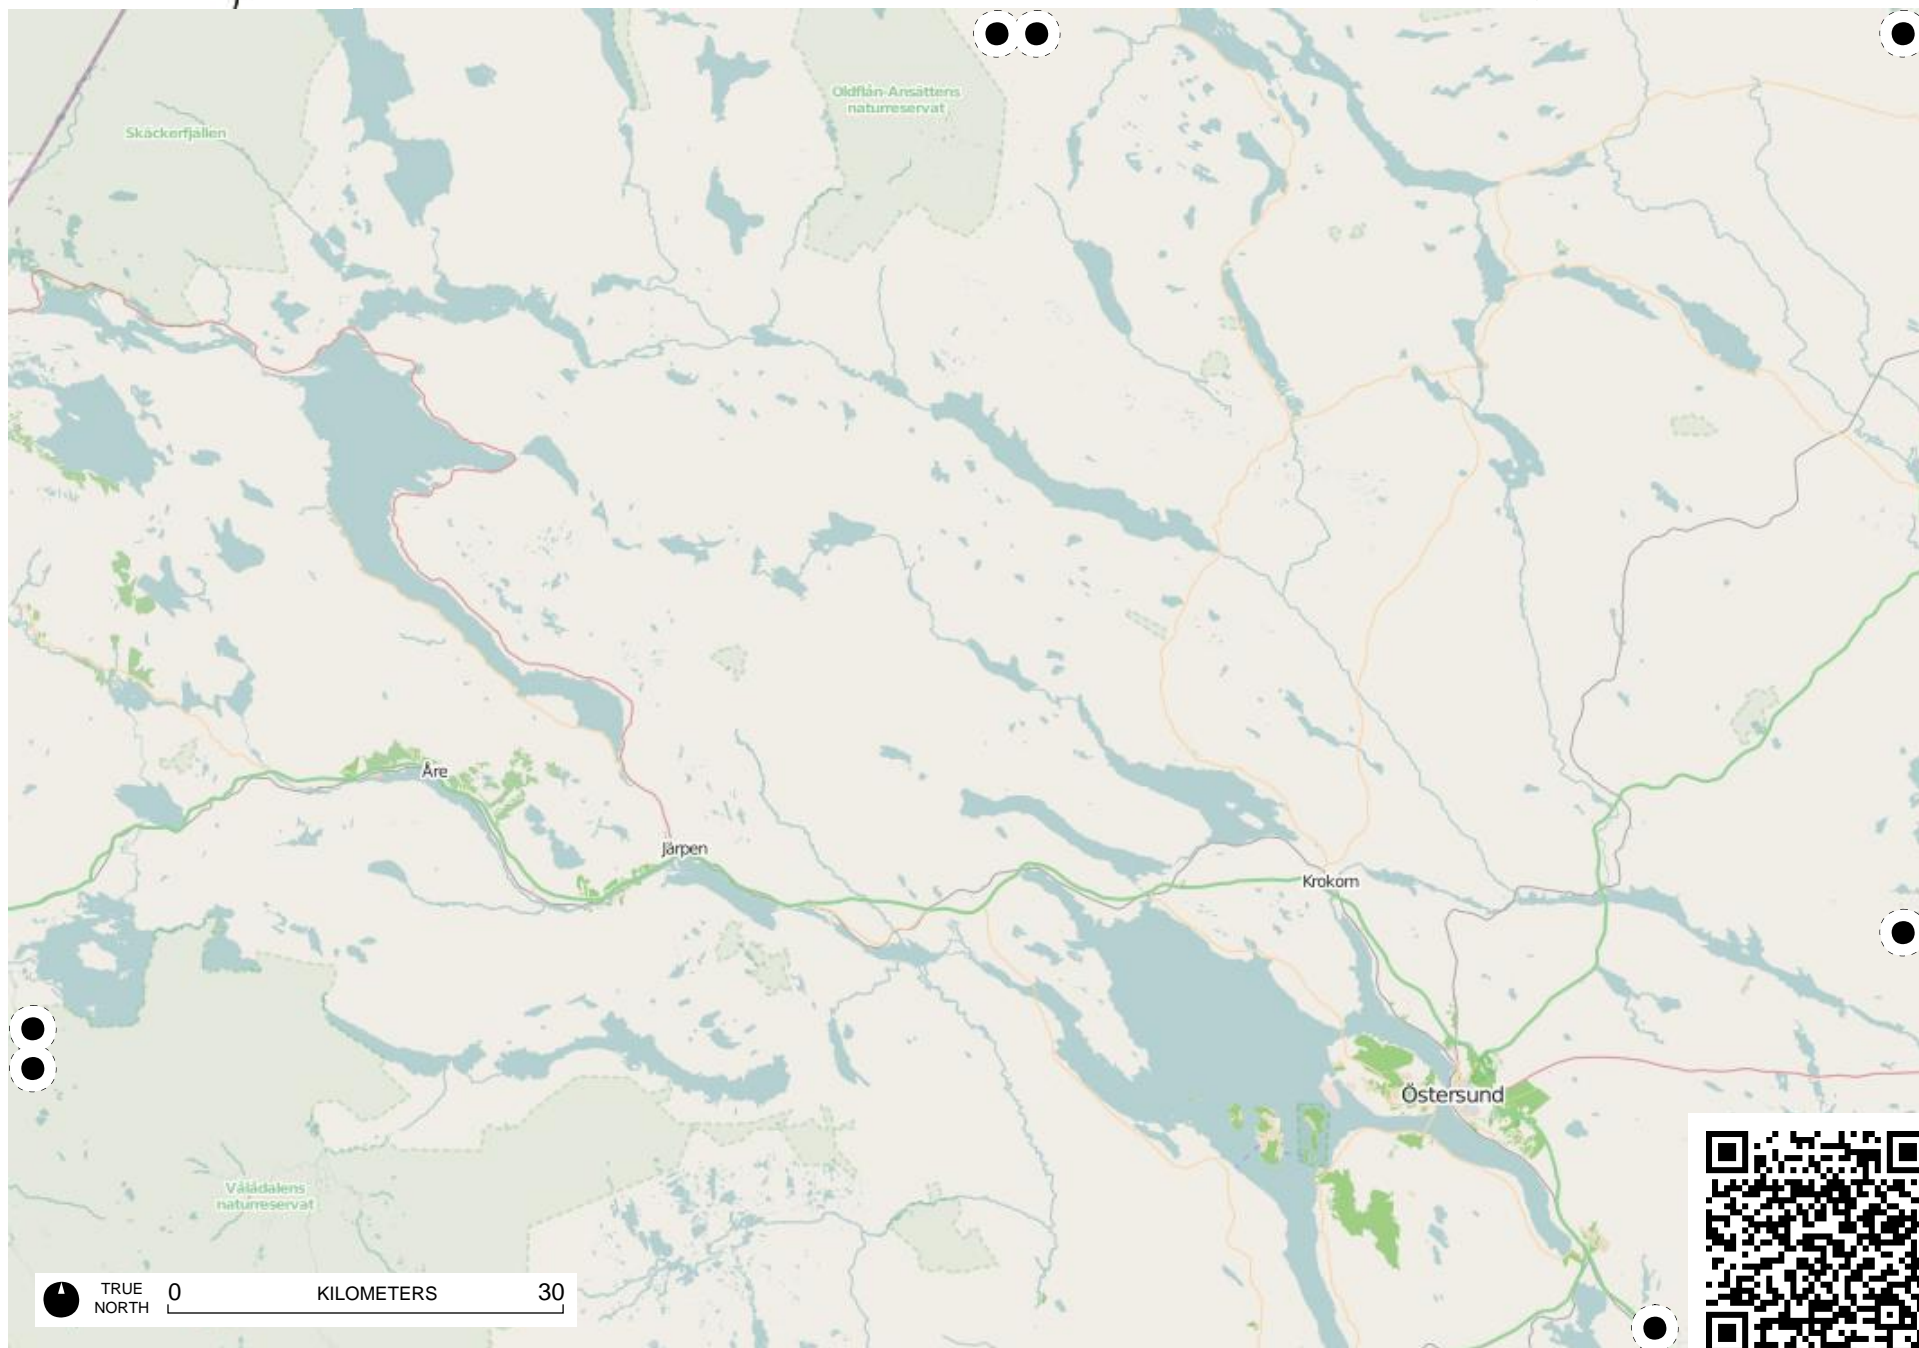 Oldflån-Ansättens
naturreservat
Skäckerfjällen
Åre
Järpen
Krokom
Östersund
Vålådalens
naturreservat
TRUE
NORTH
0 KILOMETERS 30